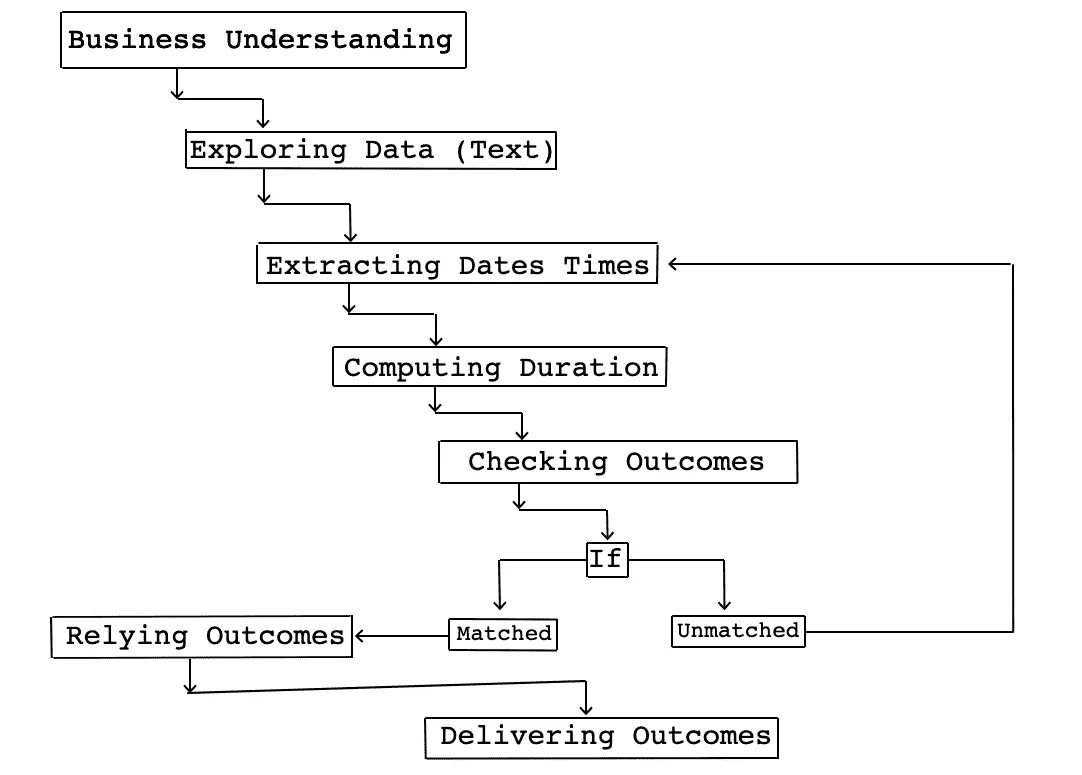 Business Understanding
Exploring Data (Text)
Extracting Dates Times
Computing Duration
Checking Outcomes
If
Matched
Unmatched
Relying Outcomes
Delivering Outcomes